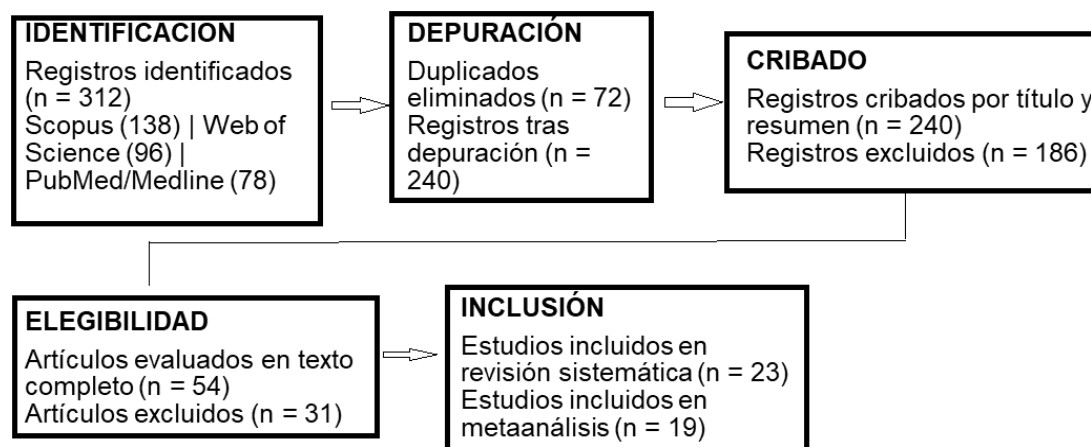 IDENTIFICACION
Registros identificados
(n = 312)
Scopus (138) | Web of
Science (96) |
PubMed/Medline (78)
DEPURACIÓN
Duplicados
eliminados (n = 72)
Registros tras
depuración (n =
240)
CRIBADO
Registros cribados por título y
resumen (n = 240)
Registros excluidos (n = 186)
ELEGIBILIDAD
Artículos evaluados en texto
completo (n = 54)
Artículos excluidos (n = 31)
INCLUSIÓN
Estudios incluidos en
revisión sistemática (n = 23)
Estudios incluidos en
metaanálisis (n = 19)